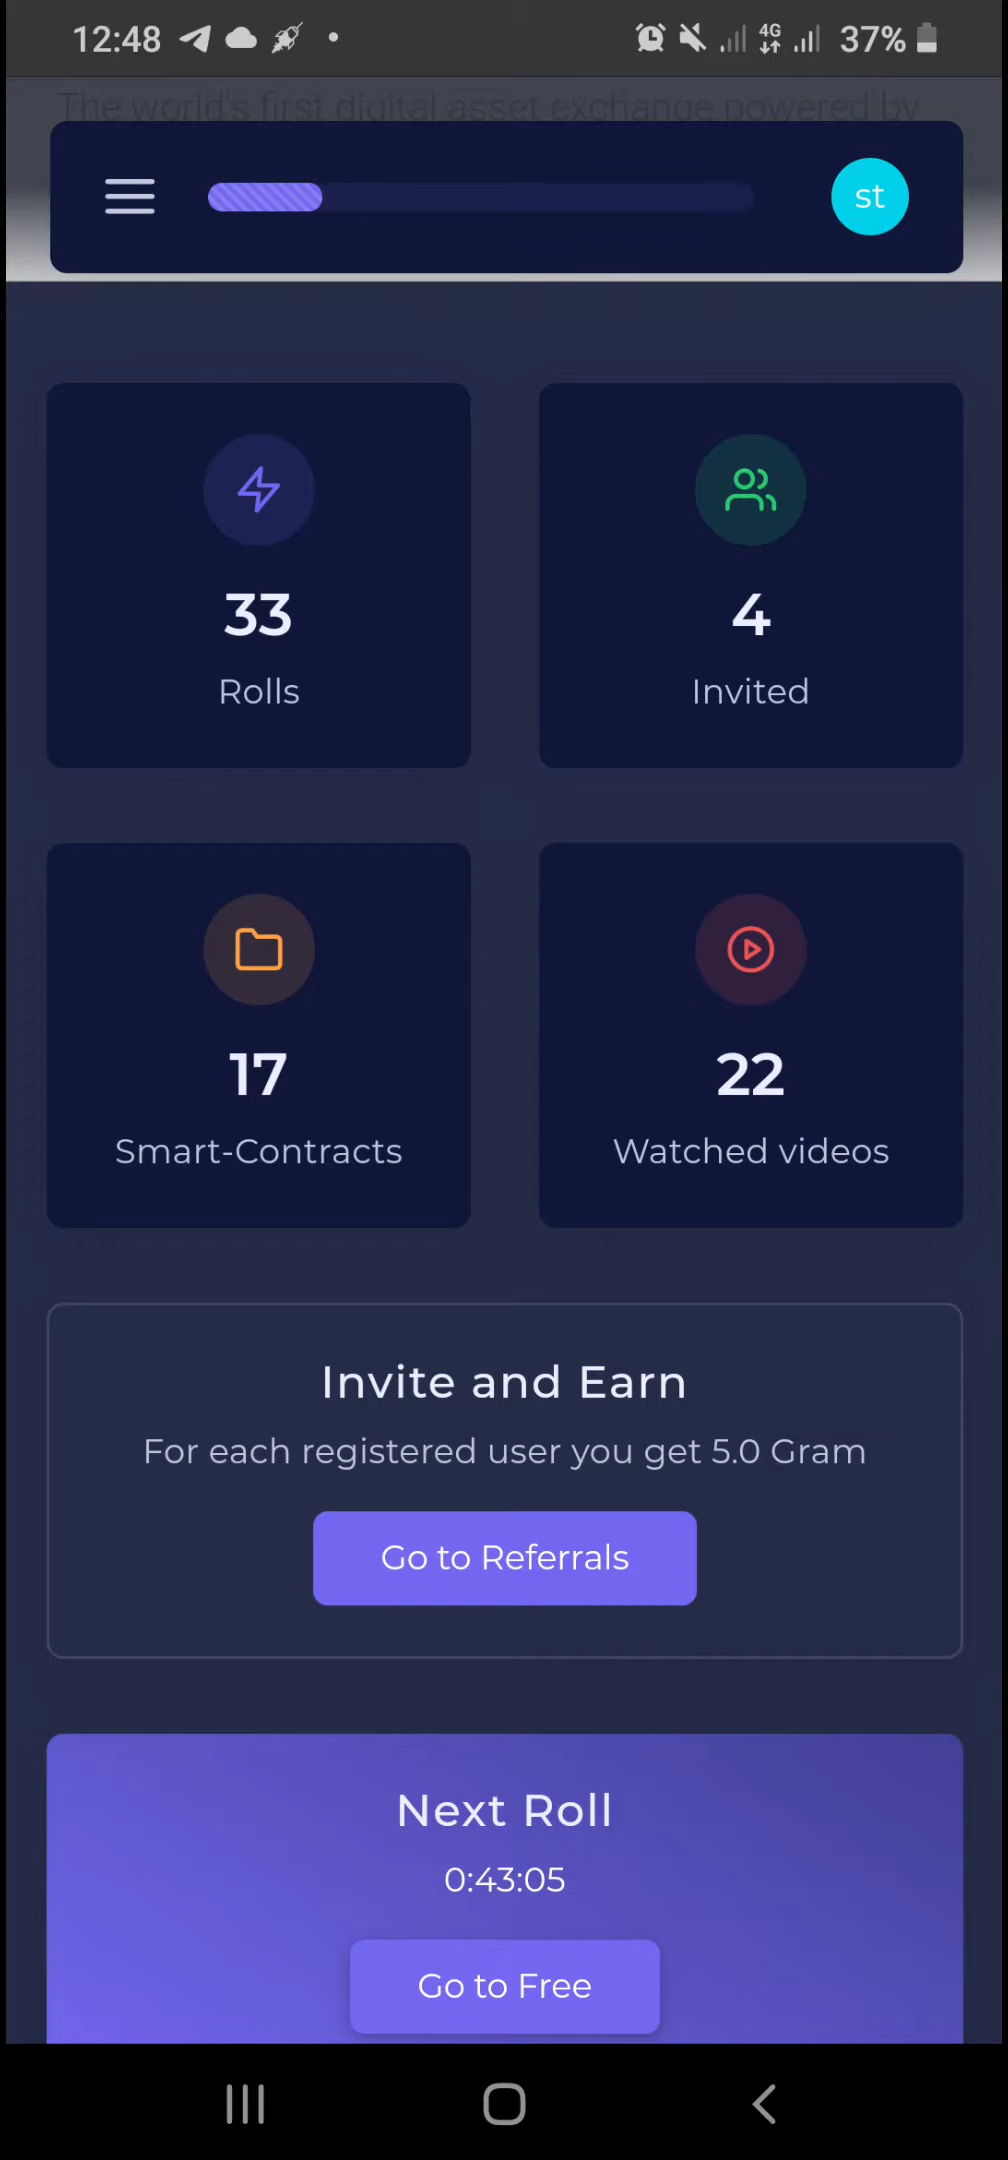 12:48 4G 37%
The world's first digital asset exchange powered by
st
33
Rolls
4
Invited
17
Smart-Contracts
22
Watched videos
Invite and Earn
For each registered user you get 5.0 Gram
Go to Referrals
Next Roll
0:43:05
Go to Free